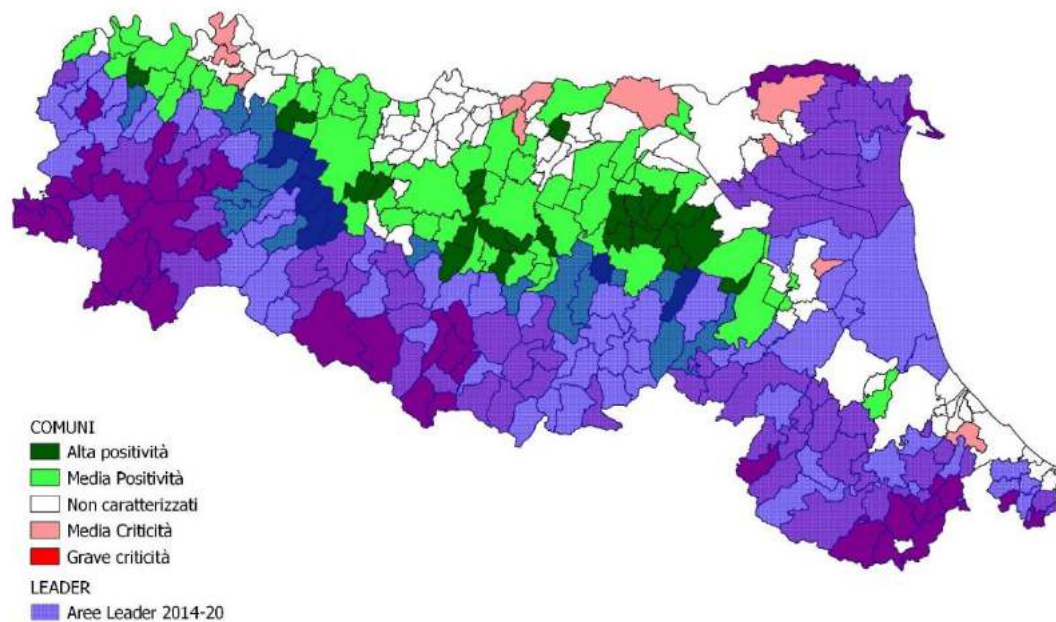 COMUNI
Alta positività
Media Positività
Non caratterizzati
Media Criticità
Grave criticità
LEADER
Aree Leader 2014-20